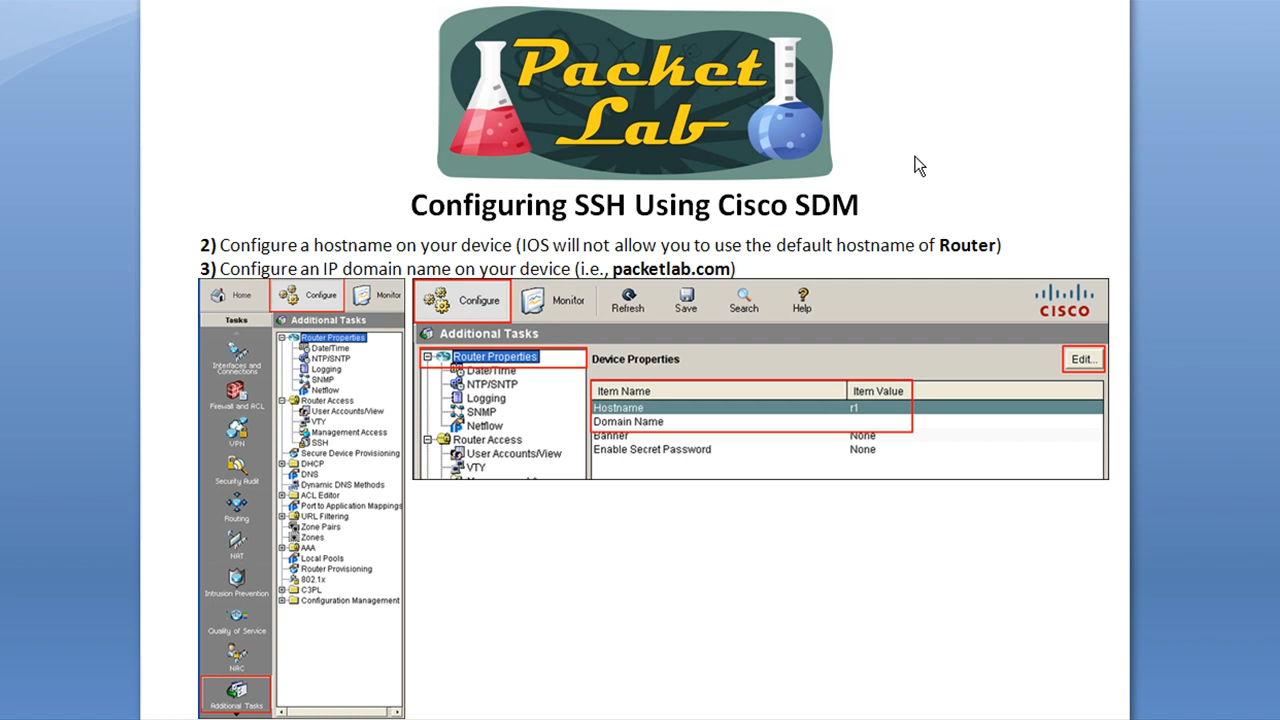 Packet
Lab
Configuring SSH Using Cisco SDM
2) Configure a hostname on your device (IOS will not allow you to use the default hostname of Router)
3) Configure an IP domain name on your device (i.e., packetlab.com)
Home
Configure
Monitor
Tasks
Additional Tasks
Interfaces and
Connections
Firewall and ACL
VPN
Security Audit
Routing
NAT
Intrusion Prevention
Quality of Service
NAC
Additional Tasks
Router Properties
Date/Time
NTP/SNTP
Logging
SNMP
Netflow
Router Access
User Accounts/View
VTY
Management Access
SSH
Secure Device Provisioning
DHCP
DNS
Dynamic DNS Methods
ACL Editor
Port to Application Mappings
URL Filtering
Zone Pairs
Zones
AAA
Local Pools
Router Provisioning
802.1x
C3PL
Configuration Management
Configure
Monitor
Refresh
Save
Search
Help
CISCO
Additional Tasks
Router Properties
Date/Time
NTP/SNTP
Logging
SNMP
Netflow
Router Access
User Accounts/View
VTY
Device Properties
Edit...
Item Name Item Value
Hostname r1
Domain Name
Banner None
Enable Secret Password None